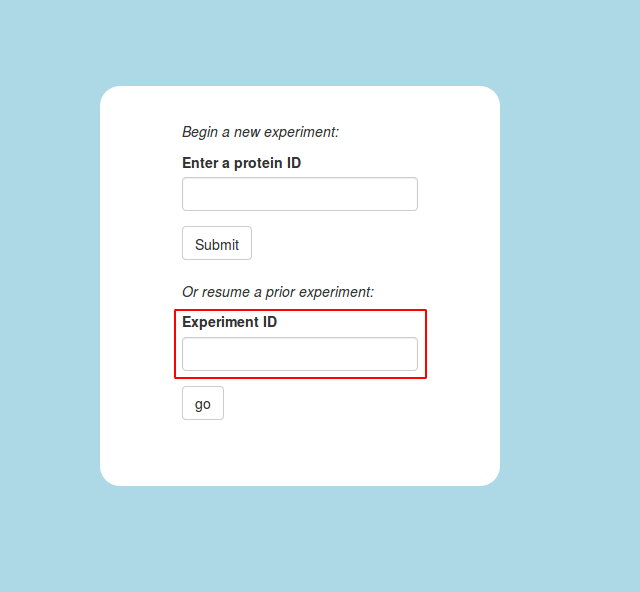 Begin a new experiment:
Enter a protein ID
Submit
Or resume a prior experiment:
Experiment ID
go